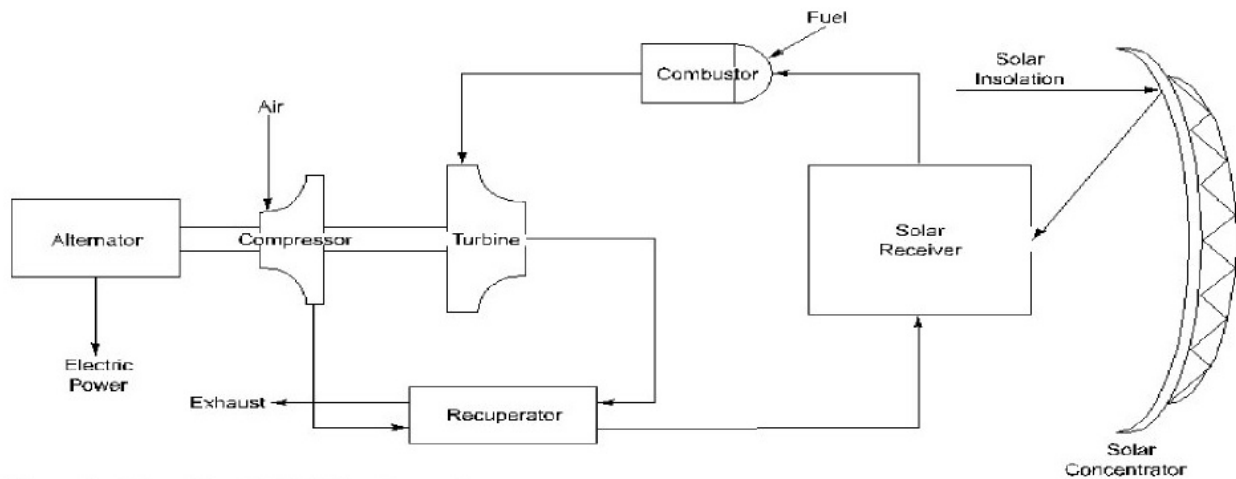 Fuel
Combustor
Solar
Insolation
Air
Alternator
Compressor
Turbine
Solar
Receiver
Electric
Power
Exhaust
Recuperator
Solar
Concentrator